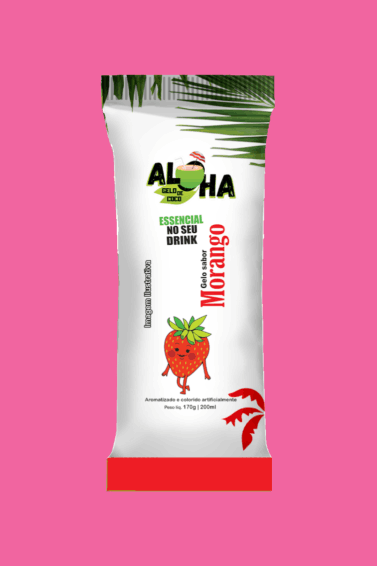 ALOHA
GELO DE
COCO
ESSENCIAL
NO SEU
DRINK
Gelo sabor
Morango
Imagem Ilustrativa
Aromatizado e colorido artificialmente
Peso liq. 170g | 200ml